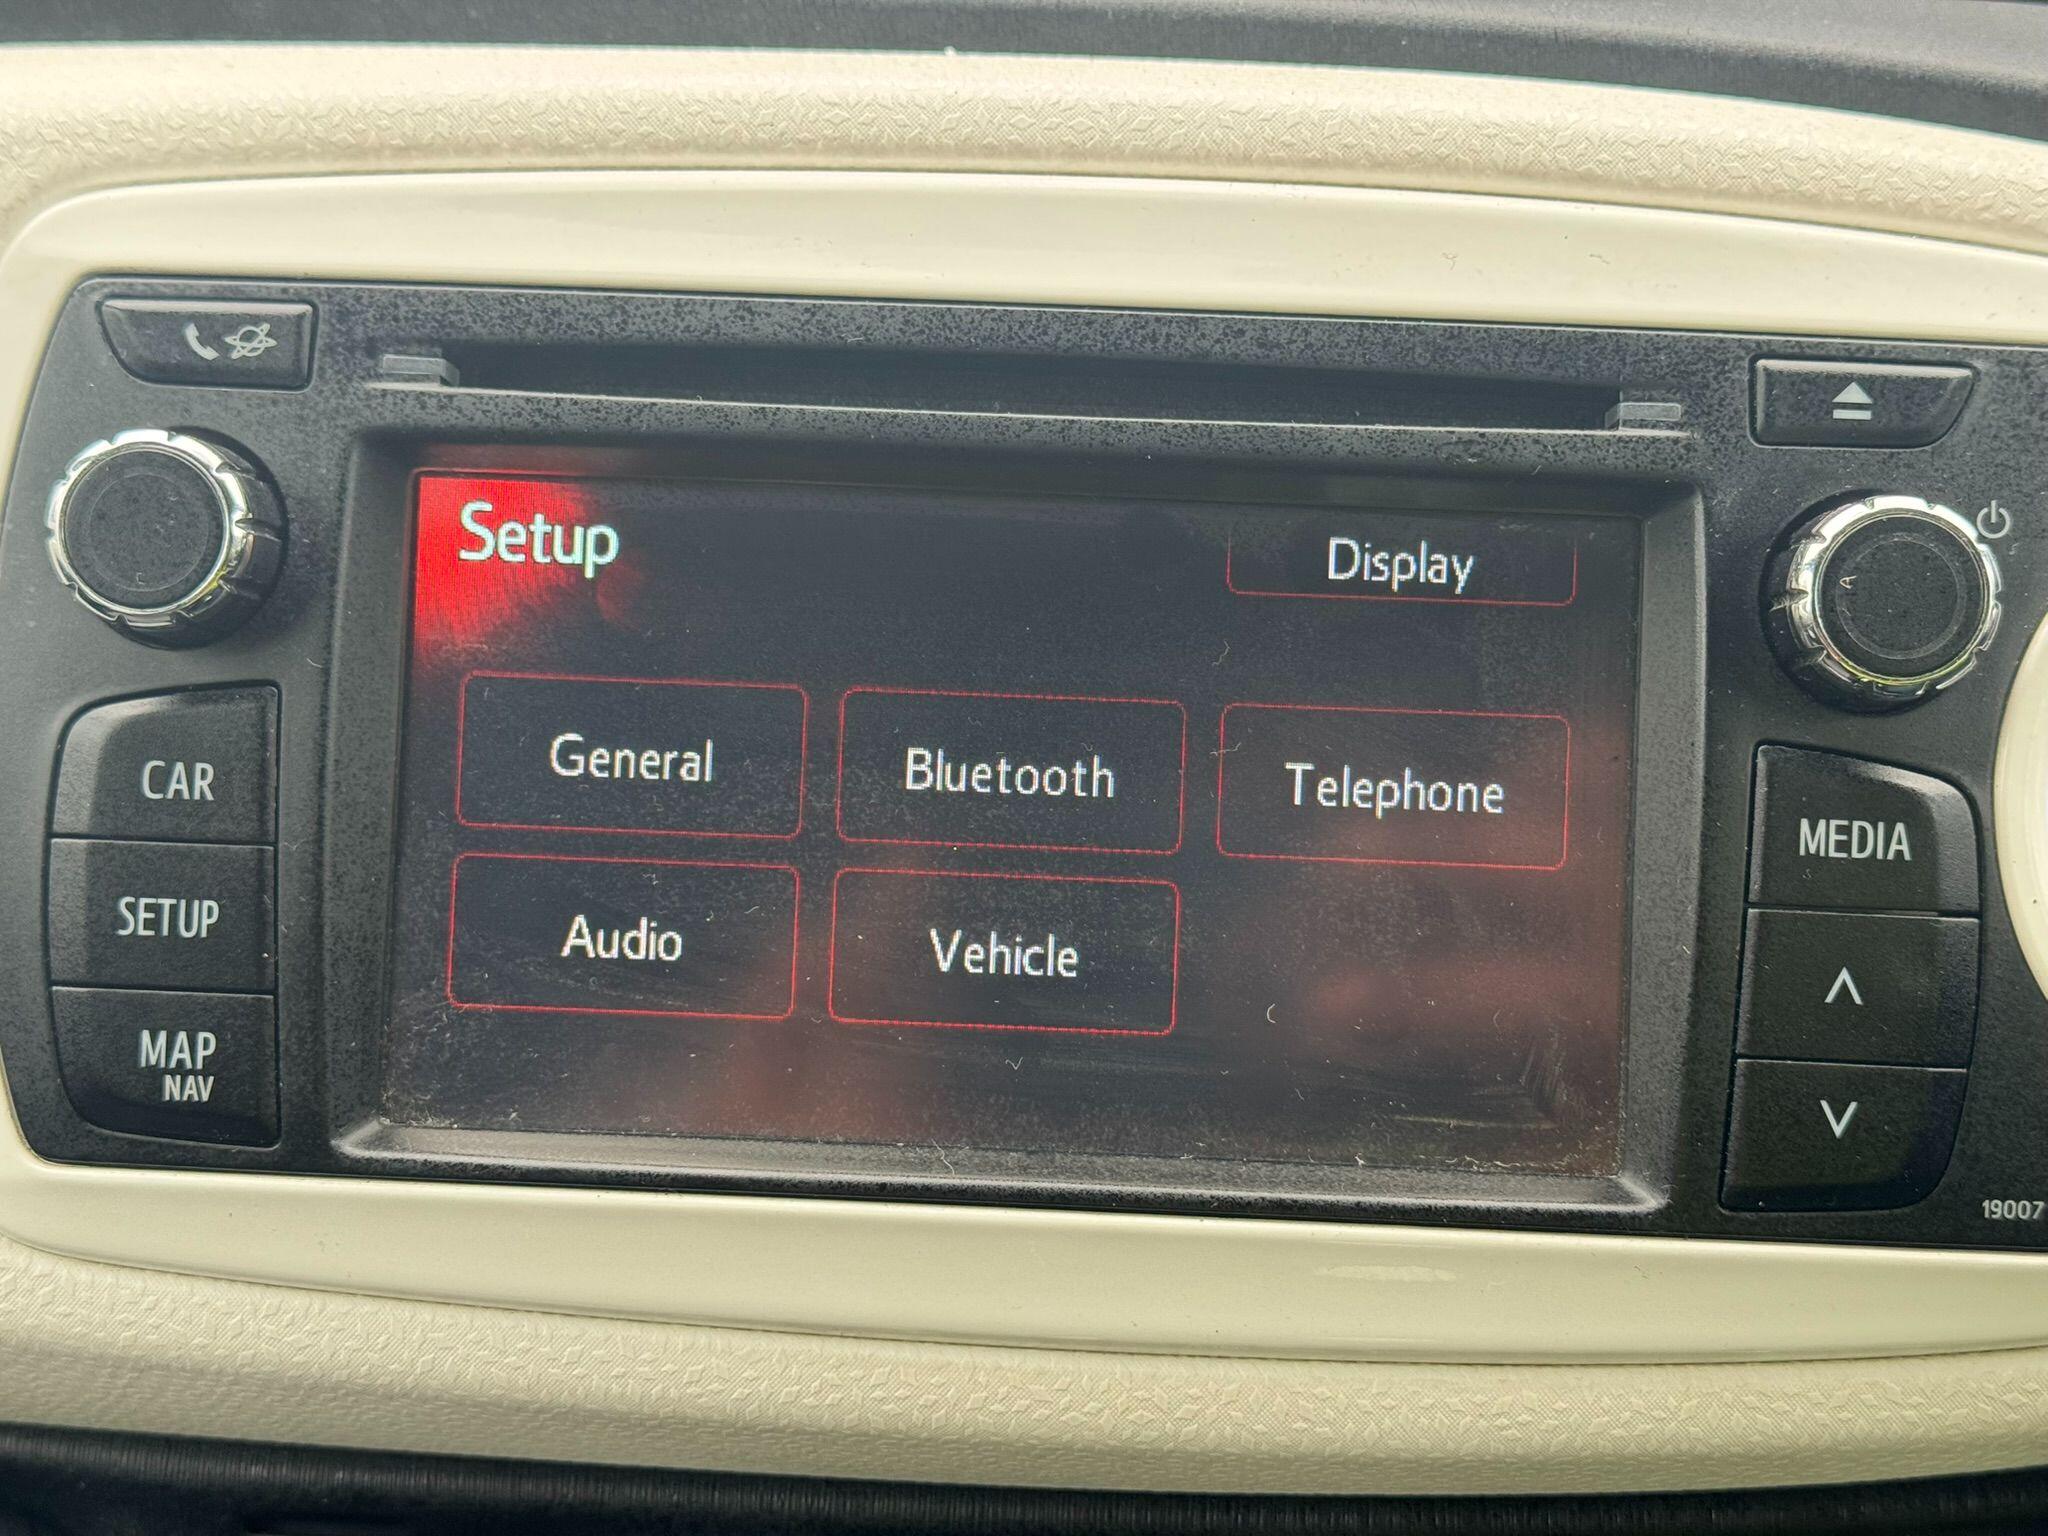 Setup
Display
General
Bluetooth
Telephone
Audio
Vehicle
CAR
SETUP
MAP
NAV
MEDIA
19007